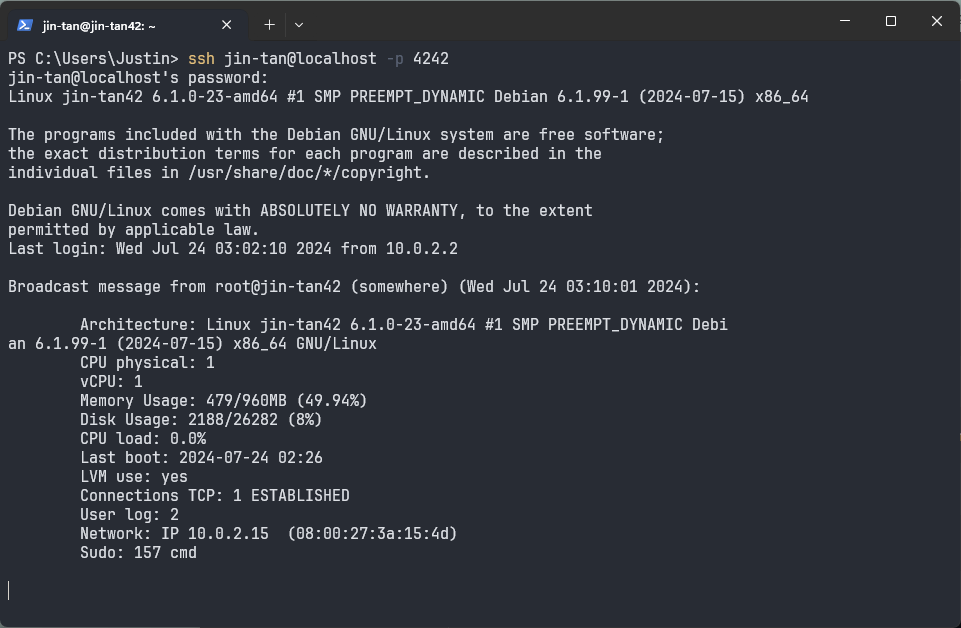 jin-tan@jin-tan42: ~
PS C:\Users\Justin> ssh jin-tan@localhost -p 4242
jin-tan@localhost's password:
Linux jin-tan42 6.1.0-23-amd64 #1 SMP PREEMPT_DYNAMIC Debian 6.1.99-1 (2024-07-15) x86_64
The programs included with the Debian GNU/Linux system are free software;
the exact distribution terms for each program are described in the
individual files in /usr/share/doc/*/copyright.
Debian GNU/Linux comes with ABSOLUTELY NO WARRANTY, to the extent
permitted by applicable law.
Last login: Wed Jul 24 03:02:10 2024 from 10.0.2.2
Broadcast message from root@jin-tan42 (somewhere) (Wed Jul 24 03:10:01 2024):
Architecture: Linux jin-tan42 6.1.0-23-amd64 #1 SMP PREEMPT_DYNAMIC Debi
an 6.1.99-1 (2024-07-15) x86_64 GNU/Linux
CPU physical: 1
vCPU: 1
Memory Usage: 479/960MB (49.94%)
Disk Usage: 2188/26282 (8%)
CPU load: 0.0%
Last boot: 2024-07-24 02:26
LVM use: yes
Connections TCP: 1 ESTABLISHED
User log: 2
Network: IP 10.0.2.15  (08:00:27:3a:15:4d)
Sudo: 157 cmd